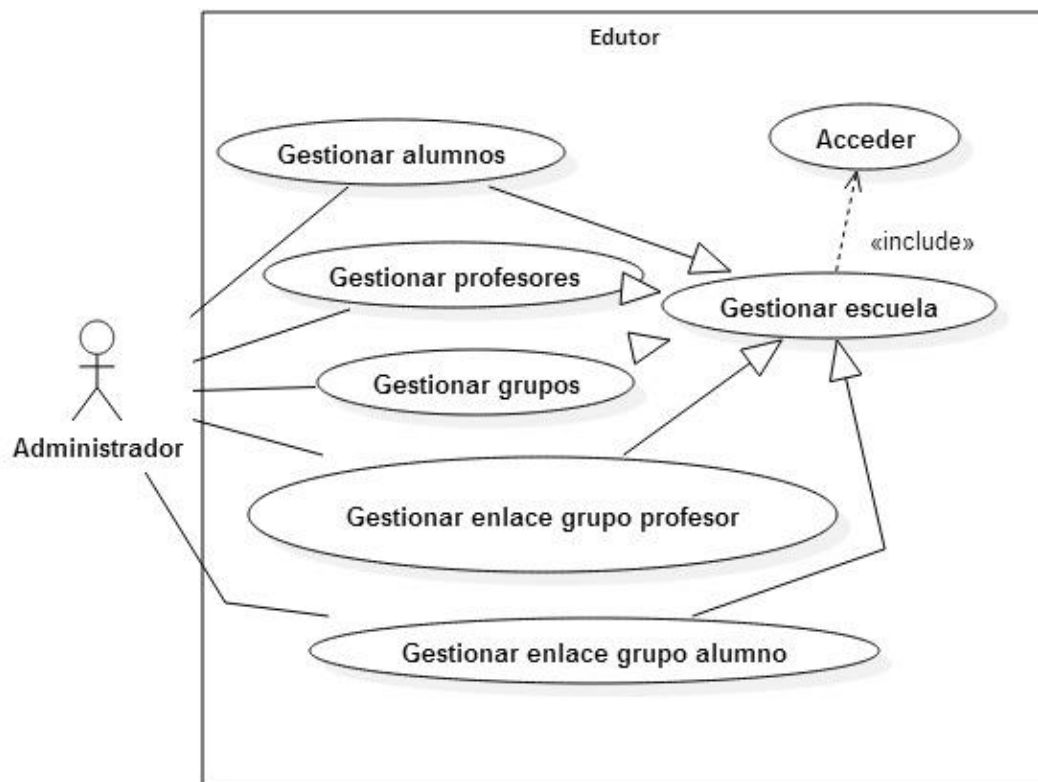 Edutor
Gestionar alumnos
Acceder
«include»
Gestionar profesores
Gestionar escuela
Gestionar grupos
Administrador
Gestionar enlace grupo profesor
Gestionar enlace grupo alumno